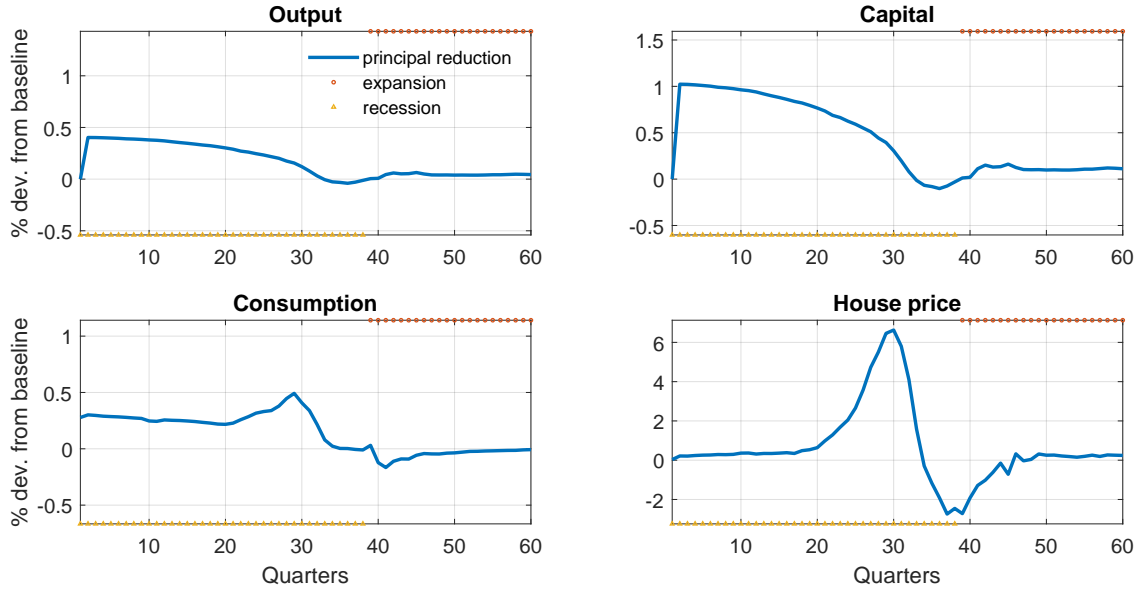 Output
% dev. from baseline
1
0.5
0
-0.5
principal reduction
expansion
recession
10 20 30 40 50 60
Capital
1.5
1
0.5
0
-0.5
10 20 30 40 50 60
Consumption
% dev. from baseline
1
0.5
0
-0.5
10 20 30 40 50 60
Quarters
House price
6
4
2
0
-2
10 20 30 40 50 60
Quarters